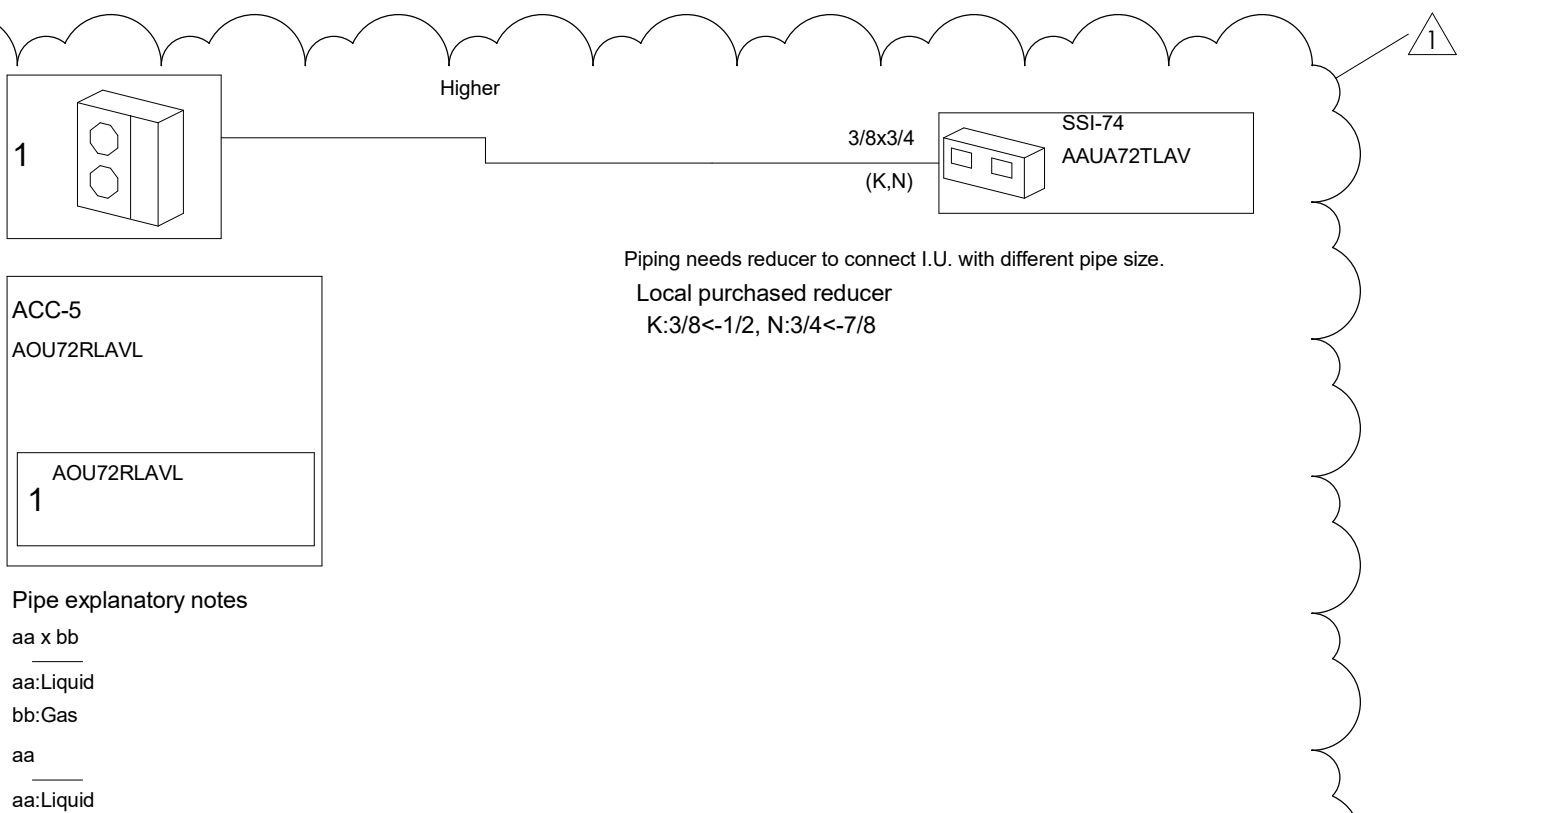 1
Higher
1
3/8x3/4
(K,N)
SSI-74
AAUA72TLAV
Piping needs reducer to connect I.U. with different pipe size.
Local purchased reducer
K:3/8<-1/2, N:3/4<-7/8
ACC-5
AOU72RLAVL
AOU72RLAVL
1
Pipe explanatory notes
aa x bb
aa:Liquid
bb:Gas
aa
aa:Liquid